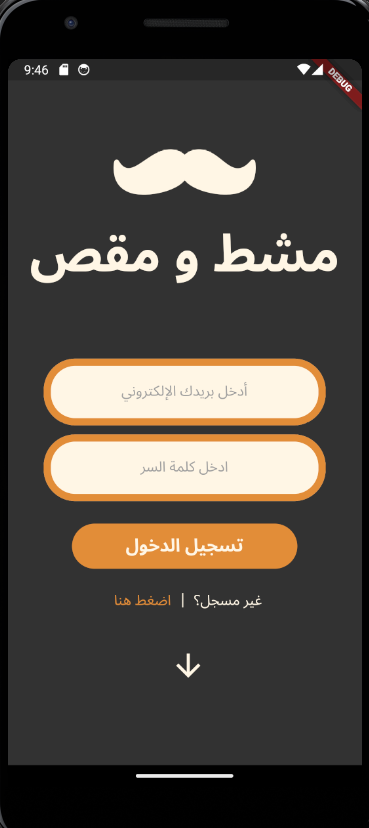 9:46
DEBUG
مشط و مقص
أدخل بريدك الإلكتروني
ادخل كلمة السر
تسجيل الدخول
غير مسجل؟ | اضغط هنا